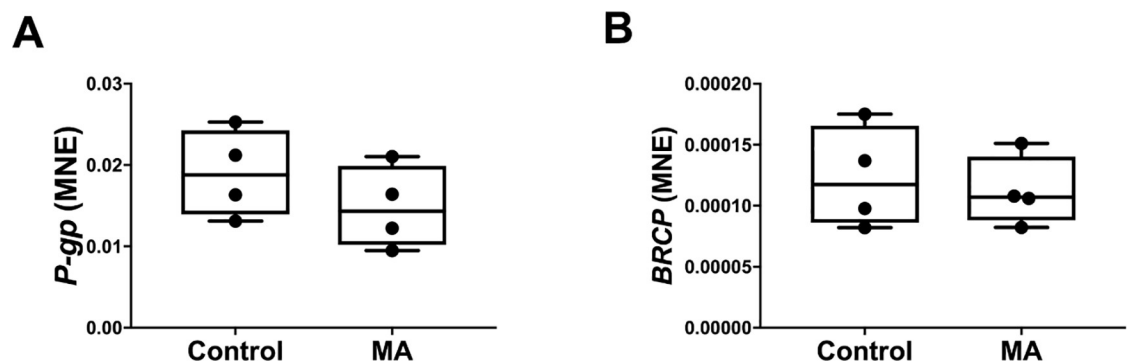 A
P-gp (MNE)
0.03
0.02
0.01
0.00
Control MA
B
BRCP (MNE)
0.00020
0.00015
0.00010
0.00005
0.00000
Control MA